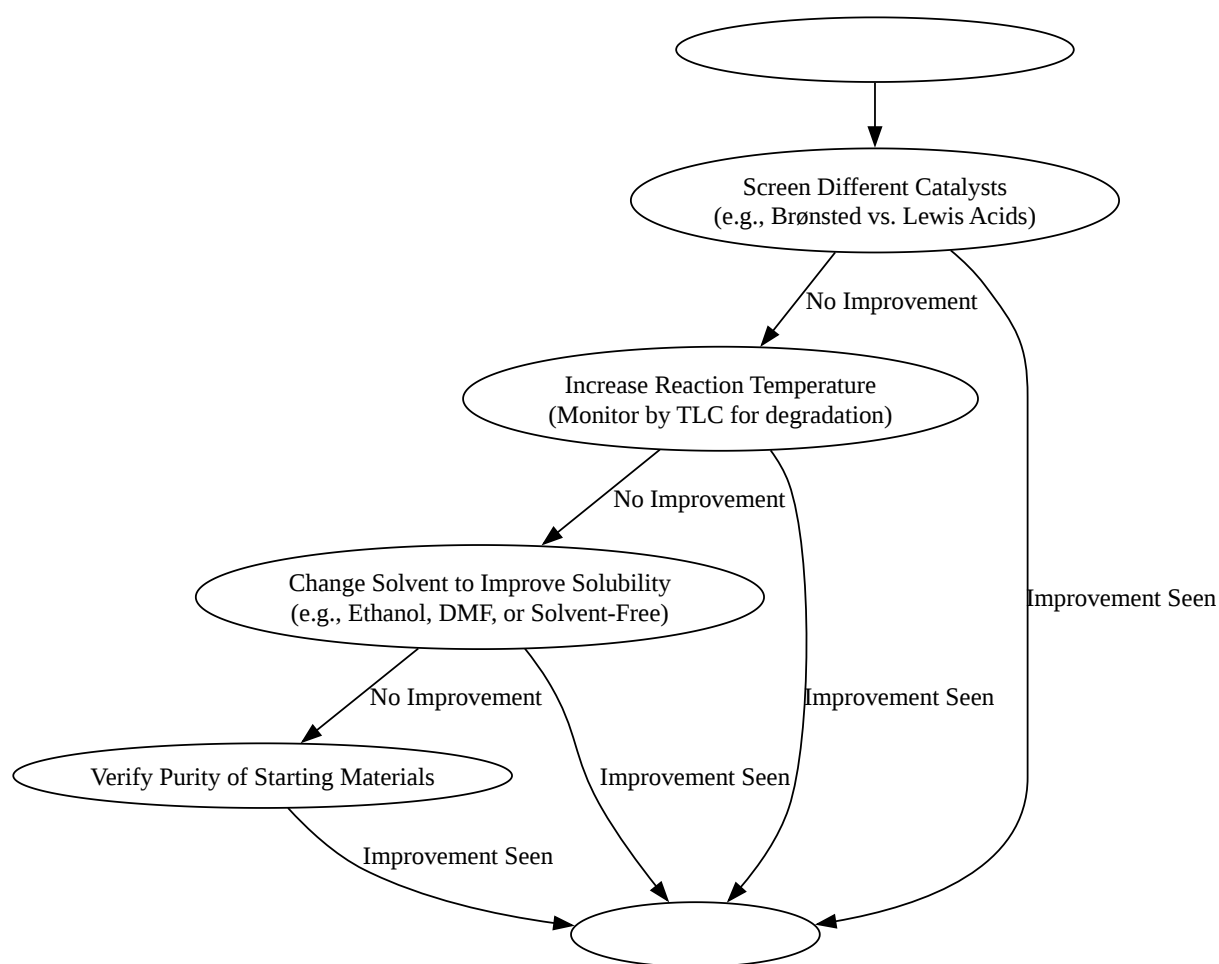 Screen Different Catalysts
(e.g., Brønsted vs. Lewis Acids)
No Improvement
Increase Reaction Temperature
(Monitor by TLC for degradation)
No Improvement
Change Solvent to Improve Solubility
(e.g., Ethanol, DMF, or Solvent-Free)
Improvement Seen
No Improvement
Improvement Seen
Verify Purity of Starting Materials
Improvement Seen
Improvement Seen